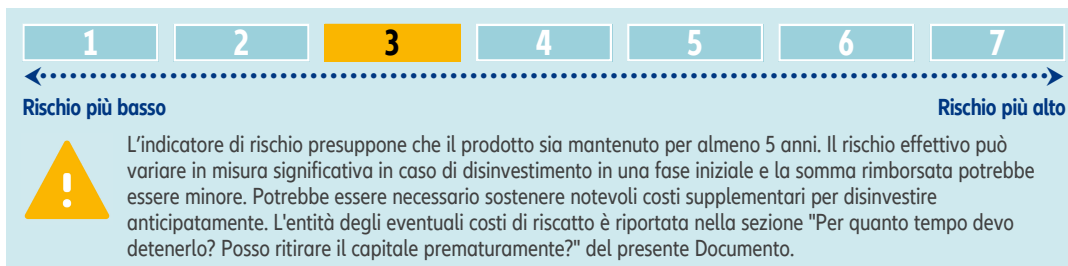 1 2 3 4 5 6 7
Rischio più basso Rischio più alto
L'indicatore di rischio presuppone che il prodotto sia mantenuto per almeno 5 anni. Il rischio effettivo può
variare in misura significativa in caso di disinvestimento in una fase iniziale e la somma rimborsata potrebbe
essere minore. Potrebbe essere necessario sostenere notevoli costi supplementari per disinvestire
anticipatamente. L'entità degli eventuali costi di riscatto è riportata nella sezione "Per quanto tempo devo
detenerlo? Posso ritirare il capitale prematuramente?" del presente Documento.